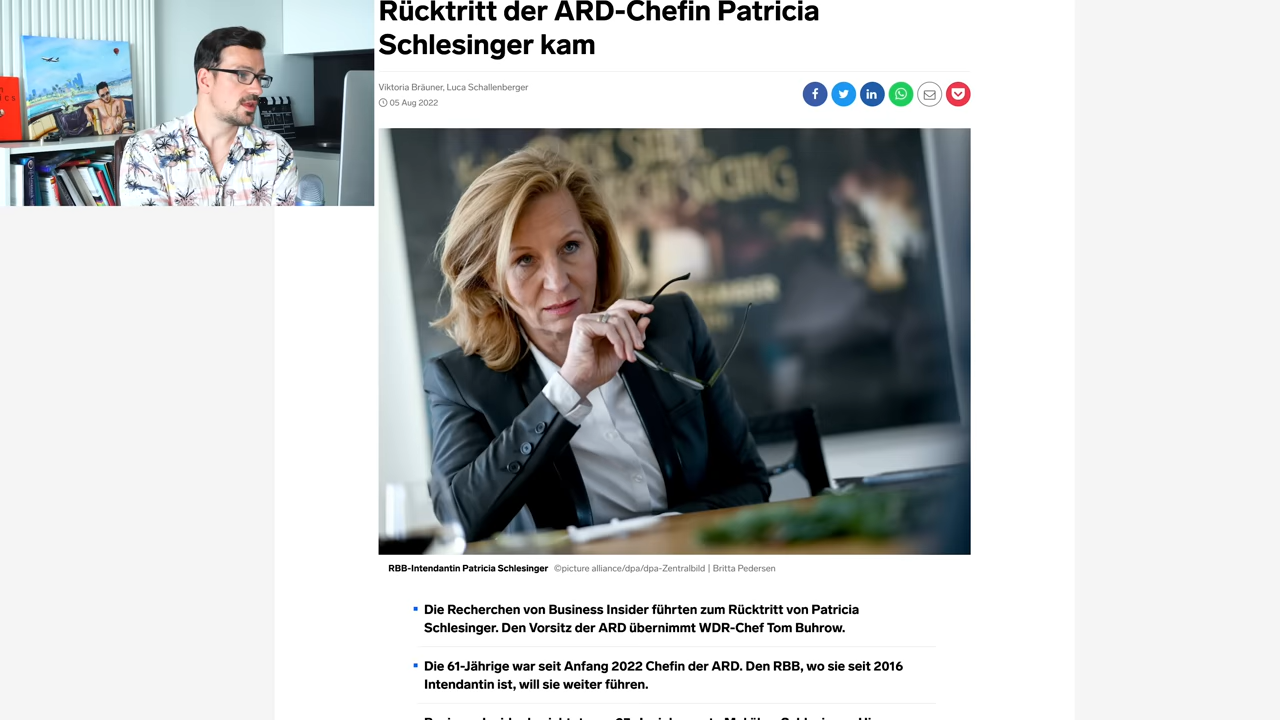 Rücktritt der ARD-Chefin Patricia
Schlesinger kam
Viktoria Bräuner, Luca Schallenberger
05 Aug 2022
RBB-Intendantin Patricia Schlesinger ©picture alliance/dpa/dpa-Zentralbild | Britta Pedersen
Die Recherchen von Business Insider führten zum Rücktritt von Patricia
Schlesinger. Den Vorsitz der ARD übernimmt WDR-Chef Tom Buhrow.
Die 61-Jährige war seit Anfang 2022 Chefin der ARD. Den RBB, wo sie seit 2016
Intendantin ist, will sie weiter führen.